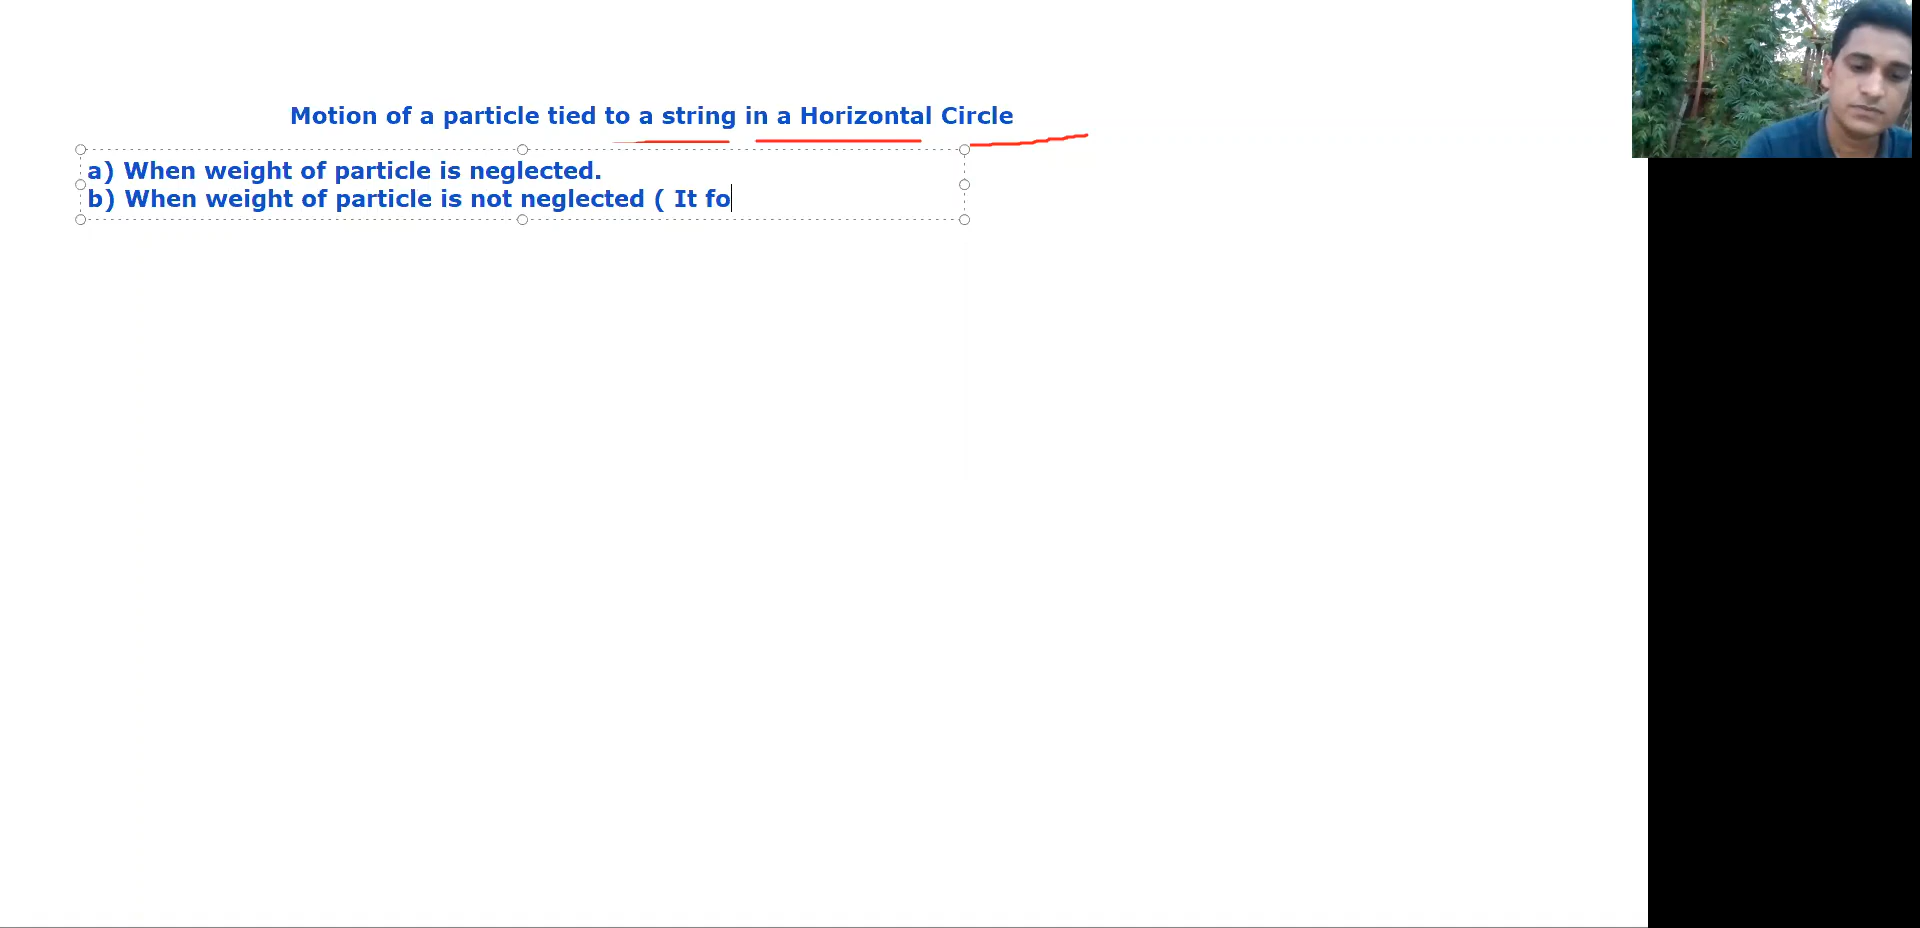 Motion of a particle tied to a string in a Horizontal Circle
a) When weight of particle is neglected.
b) When weight of particle is not neglected ( It fo